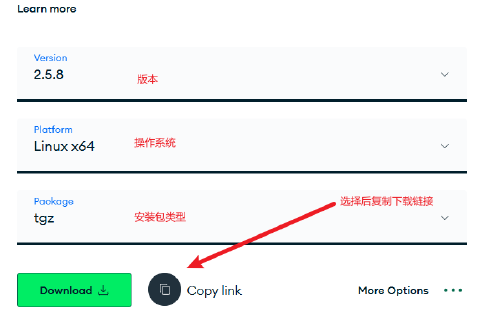 Learn more
Version
2.5.8
版本
Platform
Linux x64
操作系统
Package
tgz
安装包类型
选择后复制下载链接
Download
Copy link
More Options